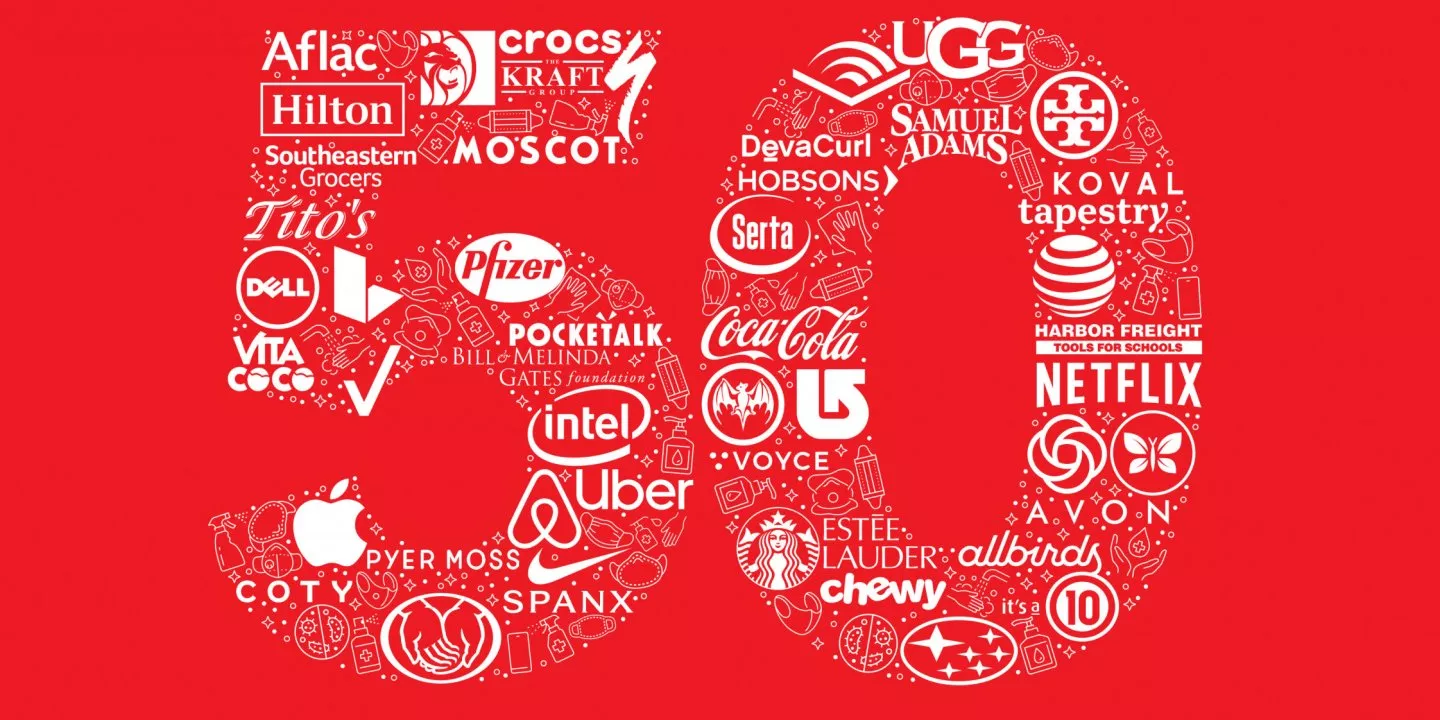 Aflac
crocs
THE
KRAFT
GROUP
Hilton
MOSCOT
Southeastern
Grocers
Tito's
Pfizer
DELL
POCKETALK
VITA
COCO
BILL & MELINDA
GATES foundation
intel
Uber
PYER MOSS
COTY
SPANX
UGG
SAMUEL
ADAMS
DevaCurl
HOBSONS
KOVAL
tapestry
Serta
Coca-Cola
HARBOR FREIGHT
TOOLS FOR SCHOOLS
NETFLIX
VOYCE
AVON
ESTĒE
LAUDER
allbirds
chewy
it's a 10